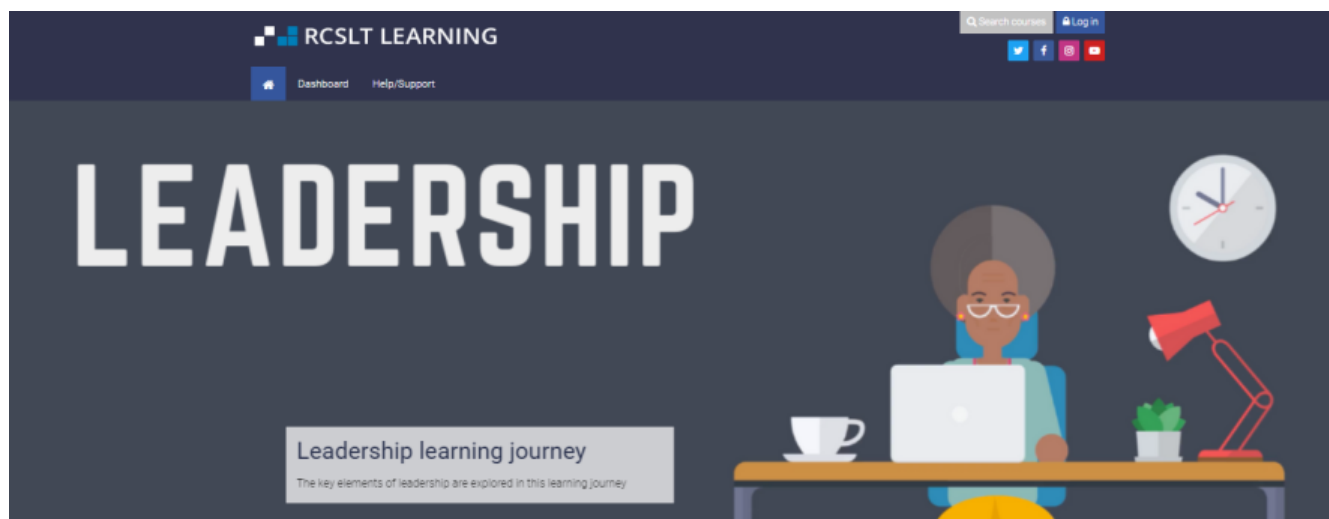 RCSLT LEARNING
Search courses
Log in
Dashboard
Help/Support
LEADERSHIP
Leadership learning journey
The key elements of leadership are explored in this learning journey